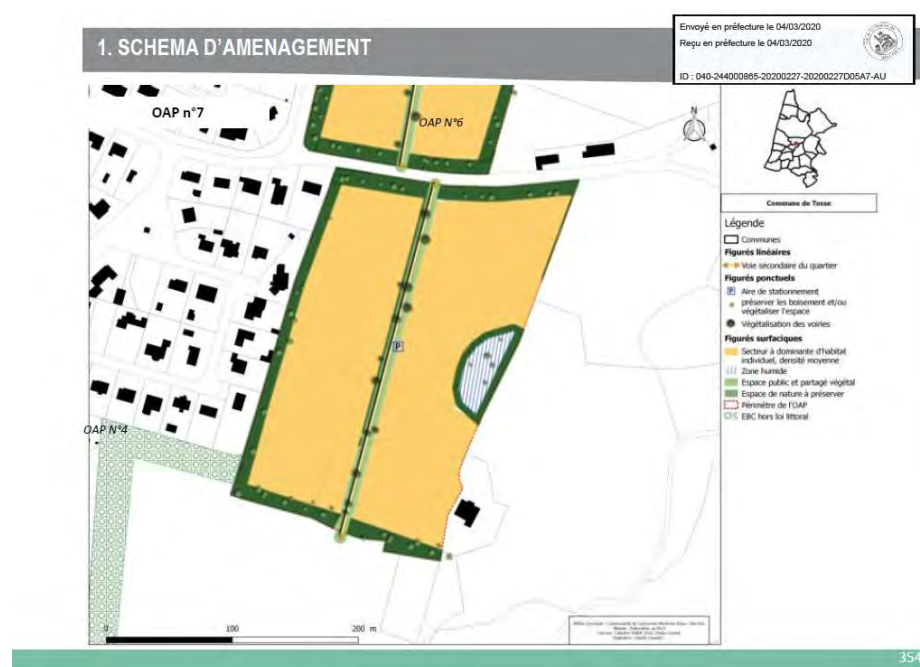 1. SCHEMA D'AMENAGEMENT
Envoyé en préfecture le 04/03/2020
Reçu en préfecture le 04/03/2020
ID : 040-244000865-20200227-20200227D05A7-AU
OAP n°7
OAP N°6
N
P
OAP N°4
Commune de Tosse
Légende
Communes
Figurés linéaires
Voie secondaire du quartier
Figurés ponctuels
P Aire de stationnement
préserver les boisement et/ou
végétaliser l'espace
Végétalisation des voiries
Figurés surfaciques
Secteur à dominante d'habitat
individuel, densité moyenne
Zone humide
Espace public et partagé végétal
Espace de nature à préserver
Périmètre de l'OAP
EBC hors loi littoral
0 100 200 m
354